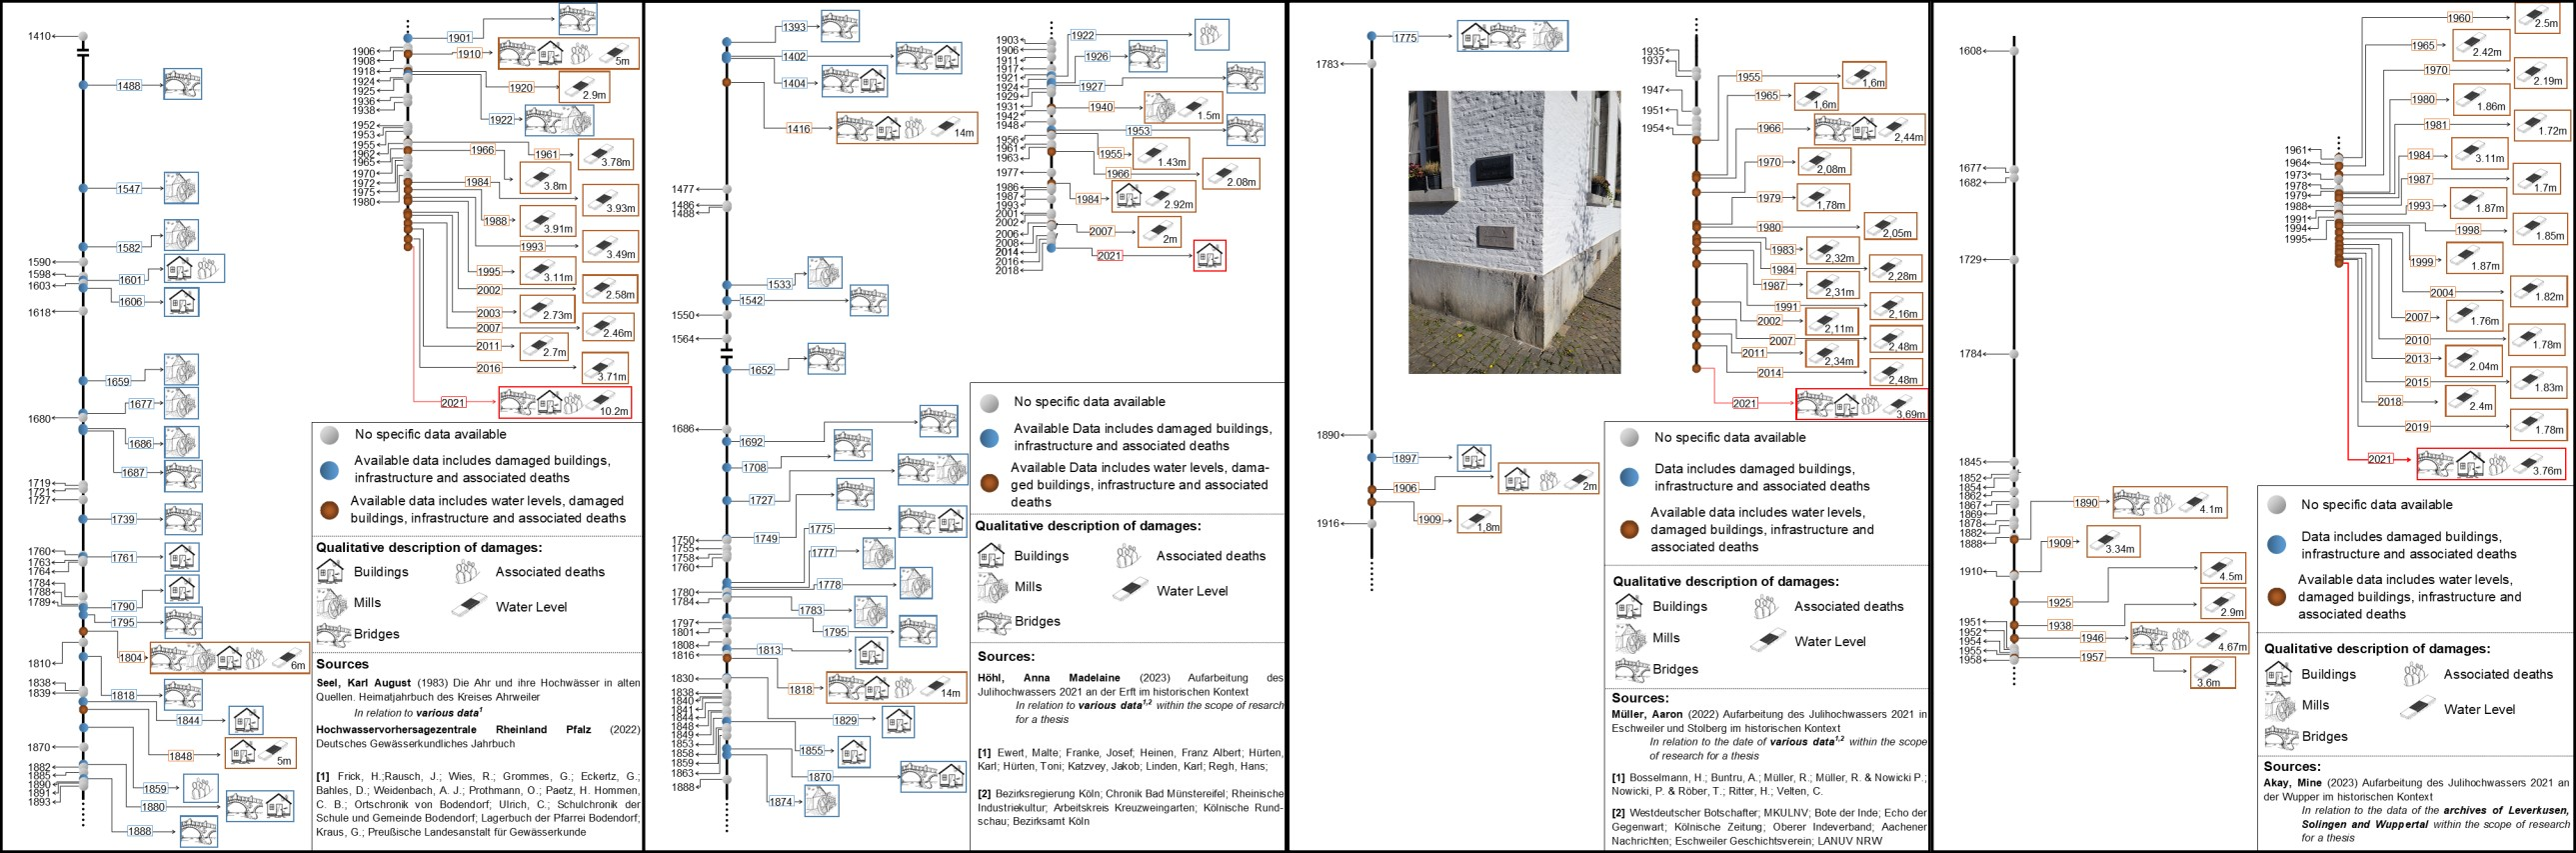 1410
1488
1547
1582
1590
1598
1601
1603
1606
1618
1659
1677
1680
1686
1687
1719
1721
1727
1739
1760
1761
1763
1764
1784
1788
1789
1790
1795
1804
6m
1810
1818
1838
1839
1844
1848
5m
1859
1870
1880
1882
1885
1888
1890
1891
1893
1901
1906
1908
1910
5m
1918
1920
2.9m
1922
1924
1925
1936
1938
1952
1953
1955
1961
3.78m
1962
1965
1966
3.8m
1970
1972
1975
1980
1984
3.93m
1988
3.91m
1993
3.49m
1995
3.11m
2002
2.58m
2003
2.73m
2007
2.46m
2011
2.7m
2016
3.71m
2021
10.2m
No specific data available
Available data includes damaged buildings,
infrastructure and associated deaths
Available data includes water levels, damaged
buildings, infrastructure and associated deaths
Qualitative description of damages:
Buildings
Associated deaths
Mills
Water Level
Bridges
Sources
Seel, Karl August (1983) Die Ahr und ihre Hochwässer in alten
Quellen. Heimatjahrbuch des Kreises Ahrweiler
In relation to various data1
Hochwasservorhersagezentrale Rheinland Pfalz (2022)
Deutsches Gewässerkundliches Jahrbuch
[1] Frick, H.;Rausch, J.; Wies, R.; Grommes, G.; Eckertz, G.;
Bahles, D.; Weidenbach, A. J.; Prothmann, O.; Paetz, H. Hommen,
C. B.; Ortschronik von Bodendorf; Ulrich, C.; Schulchronik der
Schule und Gemeinde Bodendorf; Lagerbuch der Pfarrei Bodendorf;
Kraus, G.; Preußische Landesanstalt für Gewässerkunde
1393
1402
1404
1416
14m
1477
1486
1488
1533
1542
1550
1564
1652
1686
1692
1708
1727
1749
1750
1755
1758
1760
1775
1777
1778
1780
1783
1784
1795
1797
1801
1808
1813
1816
1818
14m
1829
1830
1838
1840
1841
1844
1848
1849
1853
1855
1858
1859
1863
1870
1874
1888
1903
1906
1911
1917
1921
1922
1924
1926
1927
1929
1931
1940
1.5m
1942
1948
1953
1955
1.43m
1956
1961
1963
1966
2.08m
1977
1984
2.92m
1986
1987
1993
2001
2002
2006
2007
2m
2008
2014
2016
2018
2021
No specific data available
Available Data includes damaged buildings,
infrastructure and associated deaths
Available Data includes water levels, dama-
ged buildings, infrastructure and associated
deaths
Qualitative description of damages:
Buildings
Associated deaths
Mills
Water Level
Bridges
Sources:
Höhl, Anna Madelaine (2023) Aufarbeitung des
Julihochwassers 2021 an der Erft im historischen Kontext
In relation to various data1,2 within the scope of research
for a thesis
[1] Ewert, Malte; Franke, Josef; Heinen, Franz Albert; Hürten,
Karl; Hürten, Toni; Katzvey, Jakob; Linden, Karl; Regh, Hans;
[2] Bezirksregierung Köln; Chronik Bad Münstereifel; Rheinische
Industriekultur; Arbeitskreis Kreuzweingarten; Kölnische Rund-
schau; Bezirksamt Köln
1775
1783
1890
1897
1906
2m
1909
1,8m
1916
1935
1937
1947
1951
1954
1955
1,6m
1965
1,6m
1966
2,44m
1970
2,08m
1979
1,78m
1980
2,05m
1983
2,32m
1984
2,28m
1987
2,31m
1991
2,16m
2002
2,11m
2007
2,48m
2011
2,34m
2014
2,48m
2021
3.69m
No specific data available
Data includes damaged buildings,
infrastructure and associated deaths
Available data includes water levels,
damaged buildings, infrastructure and
associated deaths
Qualitative description of damages:
Buildings
Associated deaths
Mills
Water Level
Bridges
Sources:
Müller, Aaron (2022) Aufarbeitung des Julihochwassers 2021 in
Eschweiler und Stolberg im historischen Kontext
In relation to the date of various data1,2 within the scope
of research for a thesis
[1] Bosselmann, H.; Buntru, A.; Müller, R.; Müller, R. & Nowicki P.;
Nowicki, P. & Röber, T.; Ritter, H.; Velten, C.
[2] Westdeutscher Botschafter; MKULNV; Bote der Inde; Echo der
Gegenwart; Kölnische Zeitung; Oberer Indeverband; Aachener
Nachrichten; Eschweiler Geschichtsverein; LANUV NRW
1608
1677
1682
1729
1784
1845
1852
1854
1862
1867
1869
1878
1882
1888
1890
4.1m
1909
3.34m
1910
1925
4.5m
1938
2.9m
1946
4.67m
1951
1952
1954
1955
1957
3.6m
1958
1960
2.5m
1961
1964
1965
2.42m
1970
2.19m
1973
1978
1979
1980
1.86m
1981
1.72m
1984
3.11m
1987
1.7m
1988
1991
1993
1.87m
1994
1995
1998
1.85m
1999
1.87m
2004
1.82m
2007
1.76m
2010
1.78m
2013
2.04m
2015
1.83m
2018
2.4m
2019
1.78m
2021
3.76m
No specific data available
Data includes damaged buildings,
infrastructure and associated deaths
Available data includes water levels,
damaged buildings, infrastructure and
associated deaths
Qualitative description of damages:
Buildings
Associated deaths
Mills
Water Level
Bridges
Sources:
Akay, Mine (2023) Aufarbeitung des Julihochwassers 2021 an
der Wupper im historischen Kontext
In relation to the data of the archives of Leverkusen,
Solingen and Wuppertal within the scope of research
for a thesis